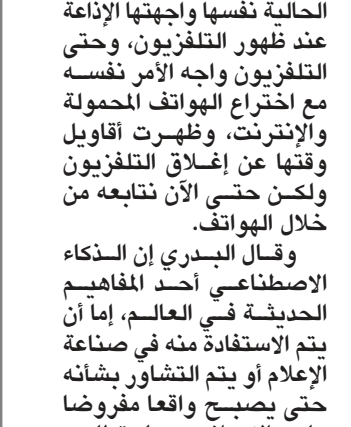 الحالية نفسها واجهتها الإذاعة
عند ظهور التلفزيون، وحتى
التلفزيون واجه الأمر نفسه
مع اختراع الهواتف المحمولة
والإنترنت، وظهرت أقاويل
وقتها عن إغلاق التلفزيون
ولكن حتى الآن نتابعه من
خلال الهواتف.
وقال البدري إن الذكاء
الاصطناعي أحد المفاهيم
الحديثة في العالم، إما أن
يتم الاستفادة منه في صناعة
الإعلام أو يتم التشاور بشأنه
حتى يصبح واقعا مفروضا